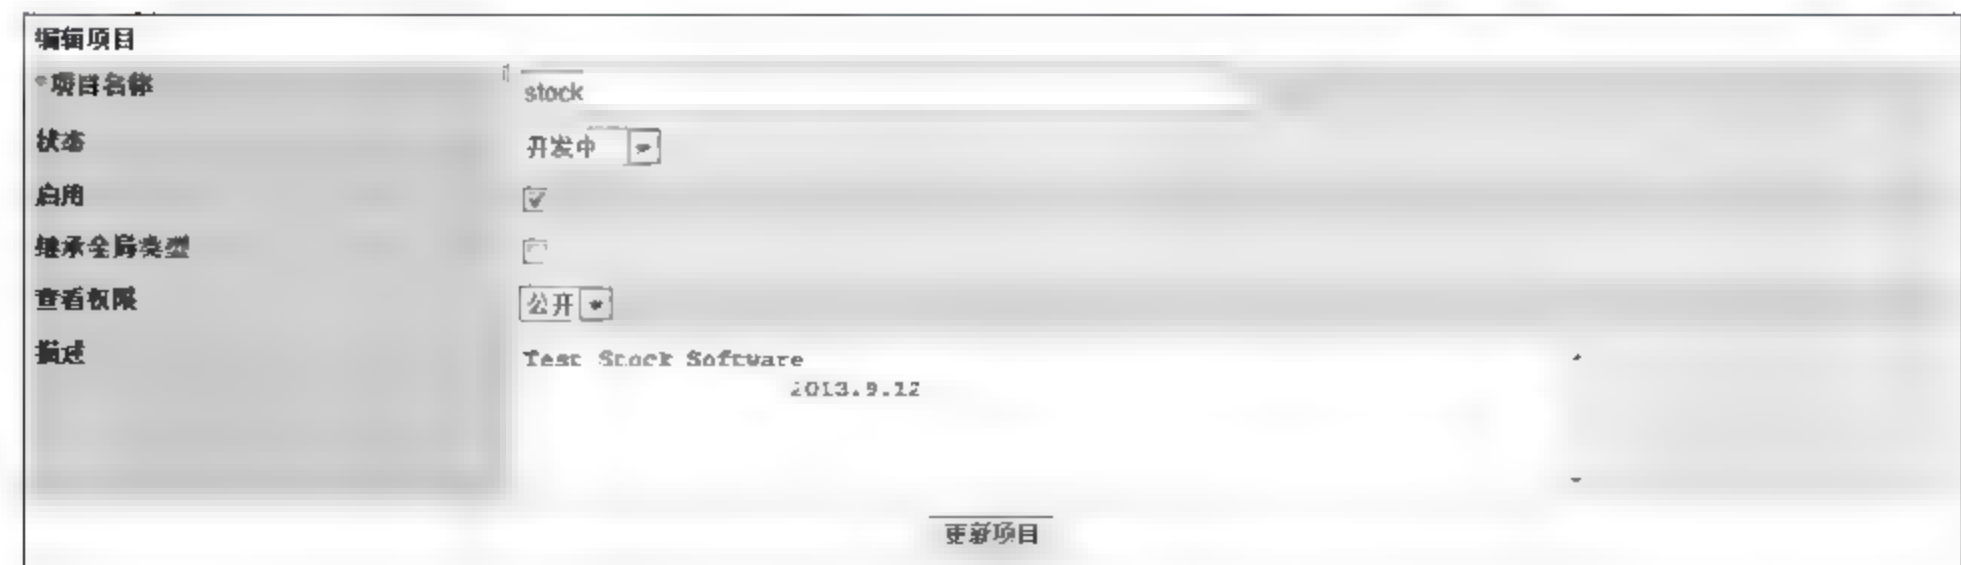 编辑项目
*项目名称 stock
状态 开发中
启用
继承全局类型
查看权限 公开
描述 Test Stock Software
2013.9.12
更新项目